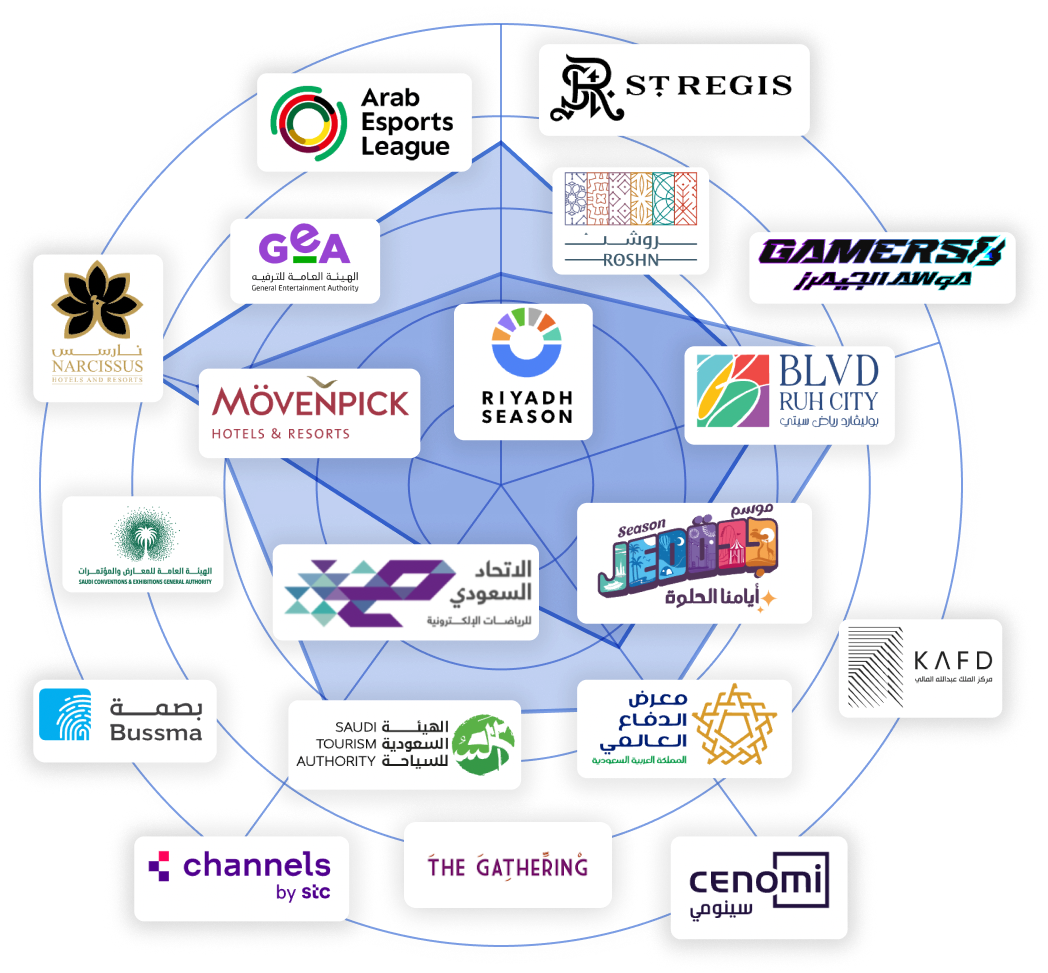 Arab
Esports
League
ST REGIS
GEA
الهيئة العامة للترفيه
General Entertainment Authority
روشن
ROSHN
GAMERS8
موسم الجيمرز
نارسس
NARCISSUS
HOTELS AND RESORTS
MÖVENPICK
HOTELS & RESORTS
RIYADH
SEASON
BLVD
RUH CITY
بوليڤارد رياض سيتي
الهيئة العامة للمعارض والمؤتمرات
SAUDI CONVENTIONS & EXHIBITIONS GENERAL AUTHORITY
الاتحاد
السعودي
للرياضات الإلكترونية
Season
موسم
JEDDAH
أيامنا الحلوة
KAFD
مركز الملك عبدالله المالي
بصمة
Bussma
SAUDI
TOURISM
AUTHORITY
الهيئة
السعودية
للسياحة
السعودية
معرض
الدفاع
العالمي
المملكة العربية السعودية
channels
by stc
THE GATHERING
cenomi
سينومي